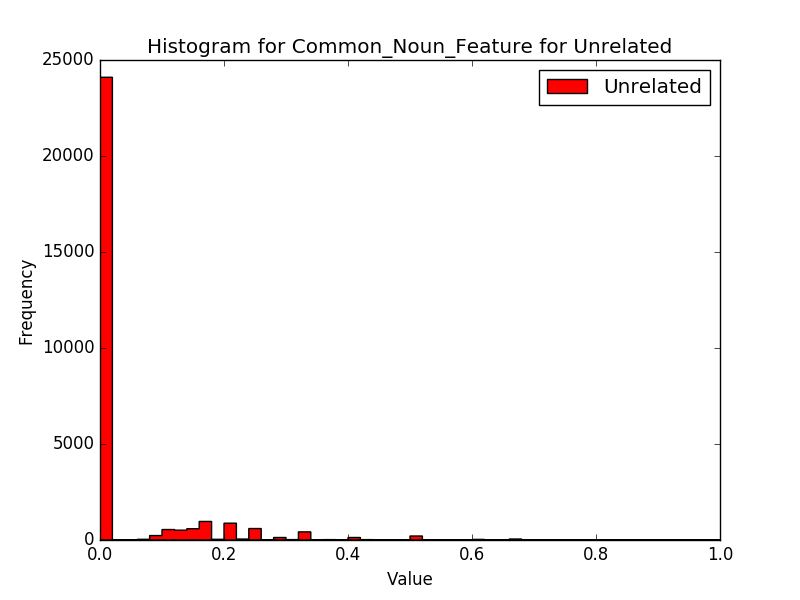 Histogram for Common_Noun_Feature for Unrelated
25000
20000
15000
10000
5000
0
Frequency
Unrelated
0.0 0.2 0.4 0.6 0.8 1.0
Value